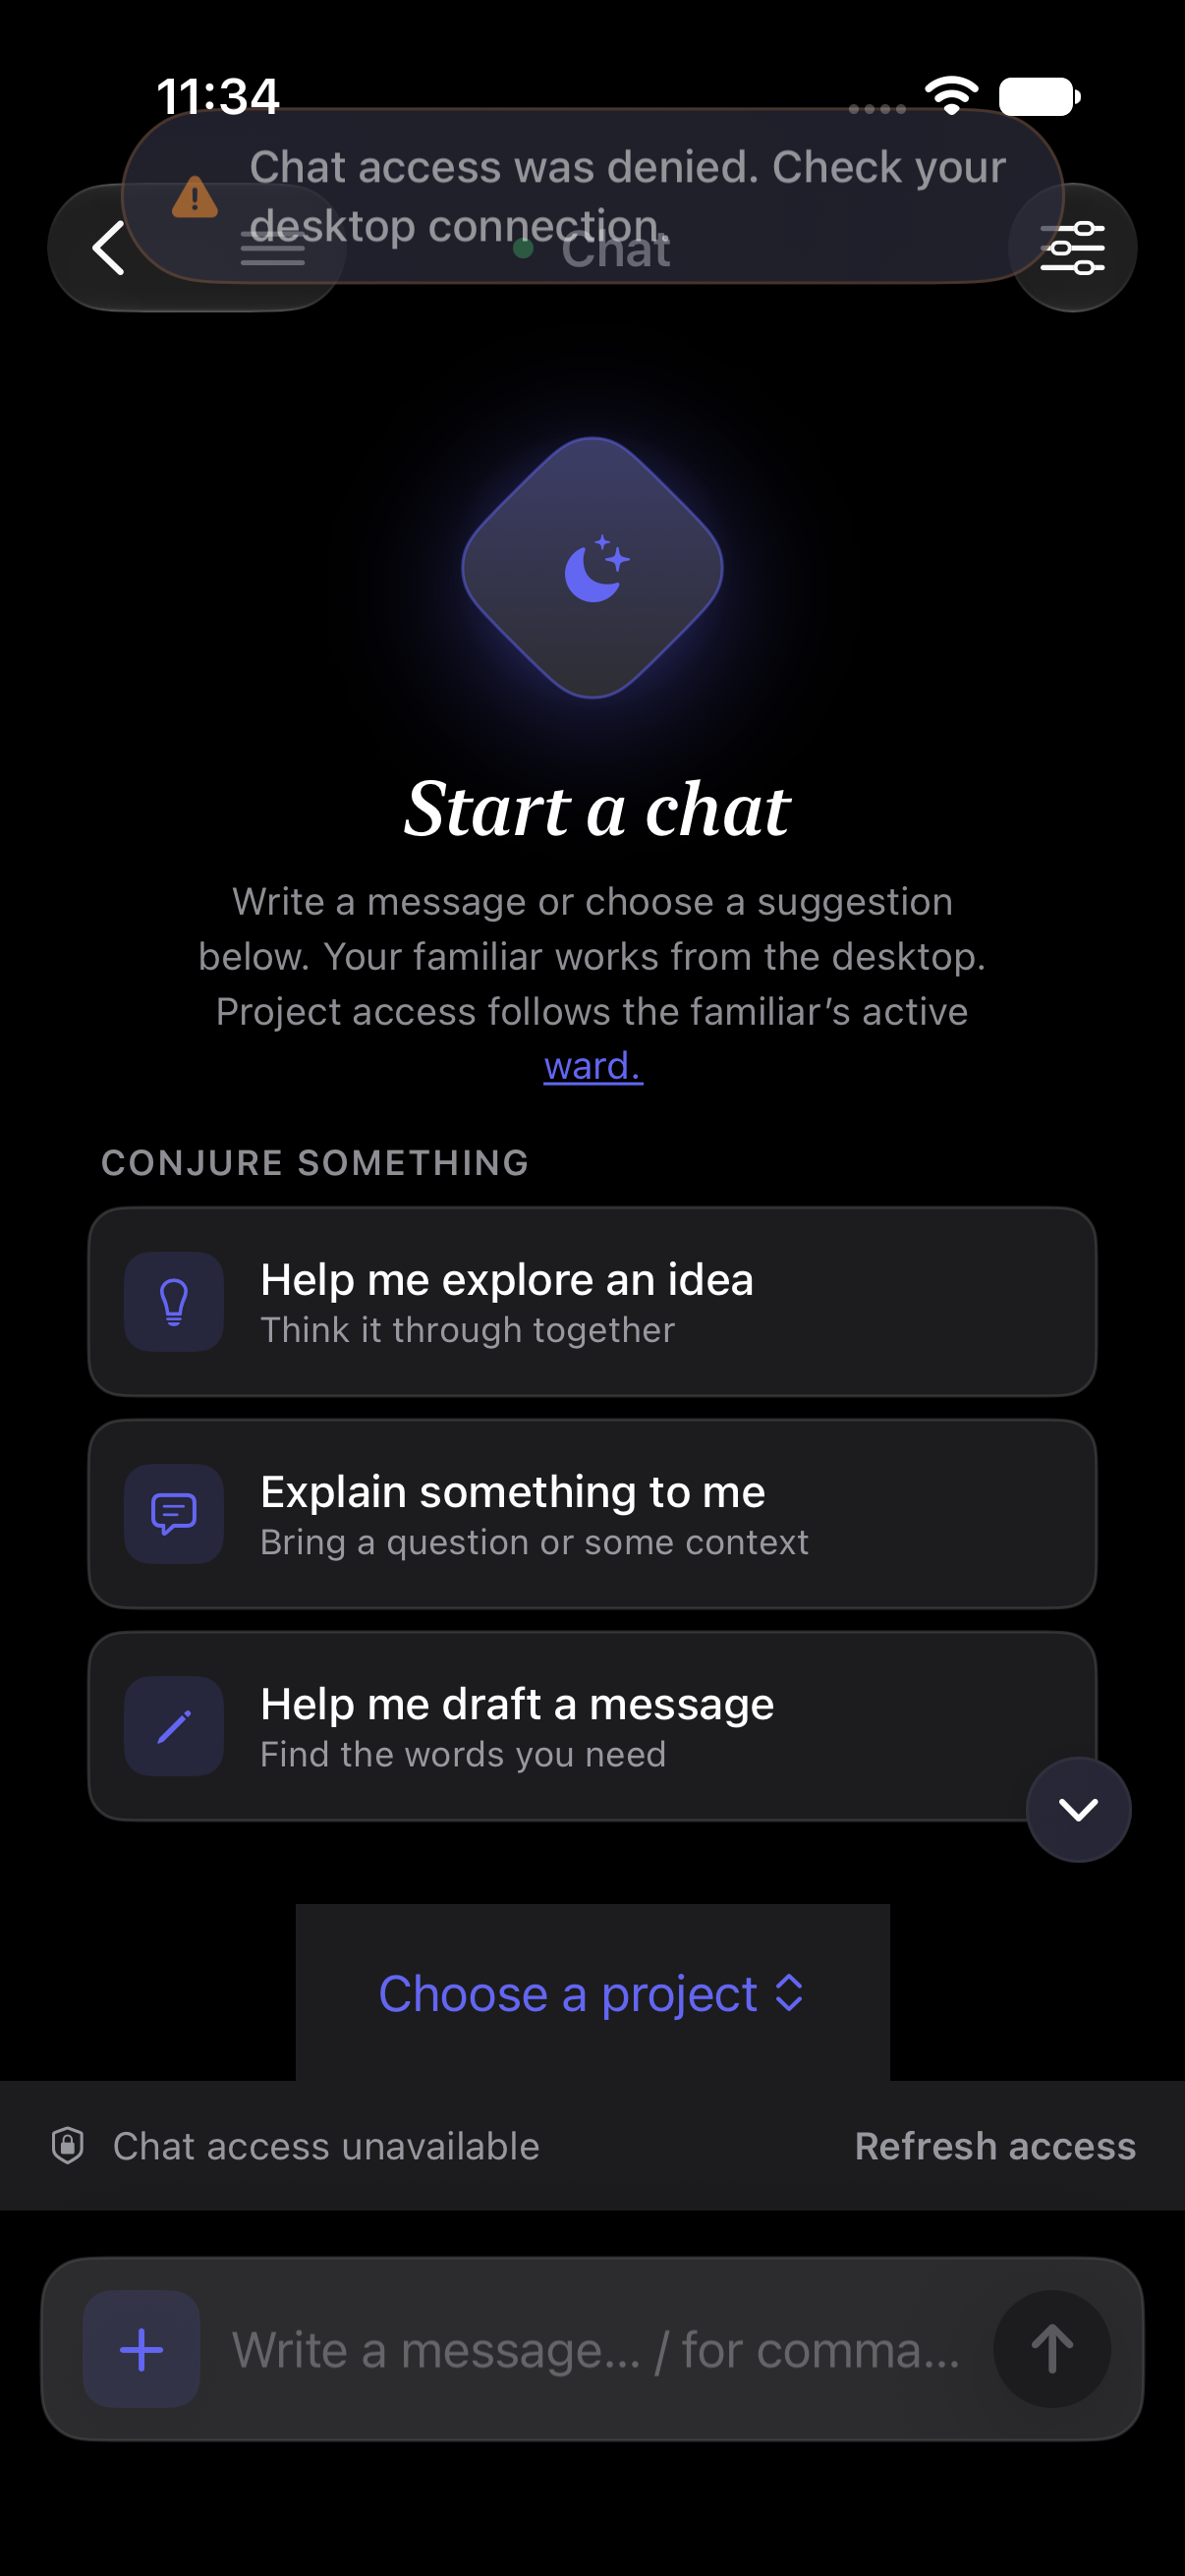 11:34
Chat access was denied. Check your
desktop connection.
Chat
Start a chat
Write a message or choose a suggestion
below. Your familiar works from the desktop.
Project access follows the familiar’s active
ward.
CONJURE SOMETHING
Help me explore an idea
Think it through together
Explain something to me
Bring a question or some context
Help me draft a message
Find the words you need
Choose a project
Chat access unavailable
Refresh access
Write a message... / for comma...